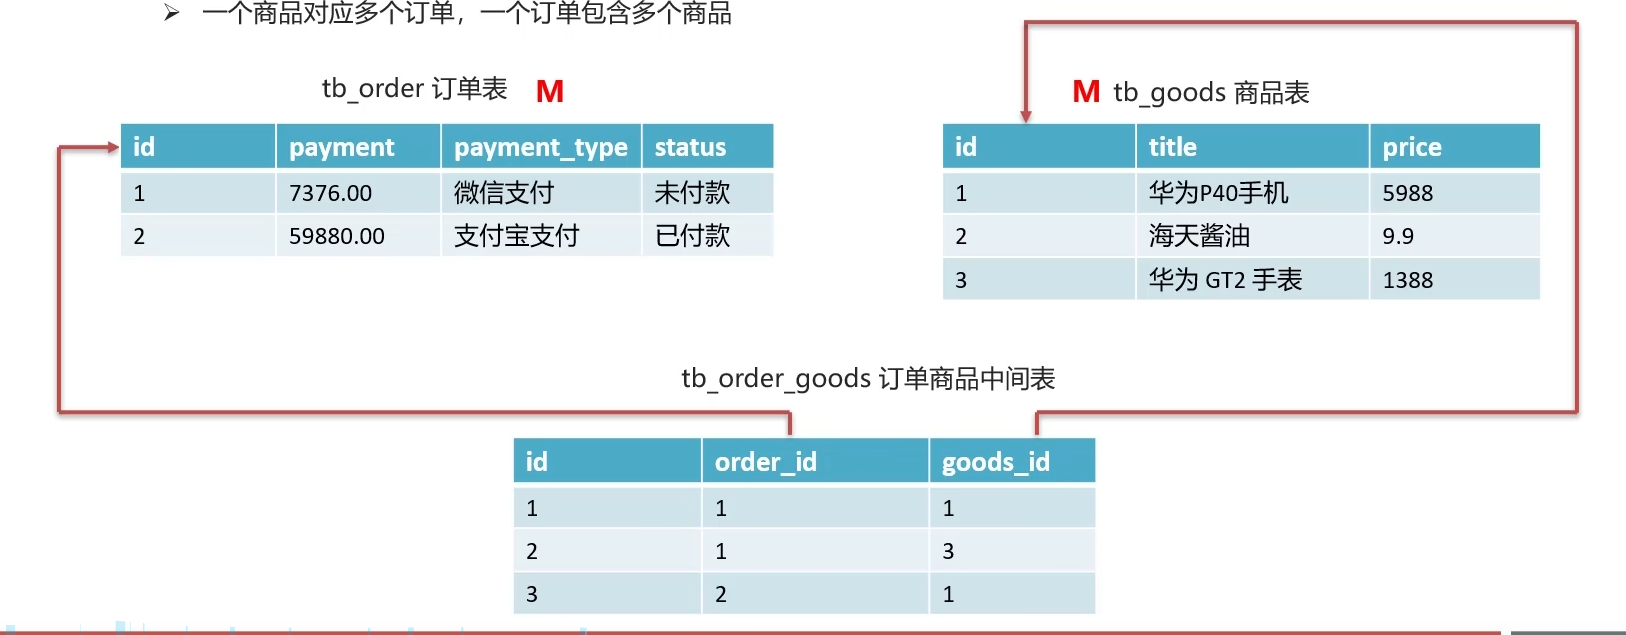 ➢ 一个商品对应多个订单，一个订单包含多个商品
tb_order 订单表 M
M tb_goods 商品表
id payment payment_type status
1 7376.00 微信支付 未付款
2 59880.00 支付宝支付 已付款
id title price
1 华为P40手机 5988
2 海天酱油 9.9
3 华为 GT2 手表 1388
tb_order_goods 订单商品中间表
id order_id goods_id
1 1 1
2 1 3
3 2 1